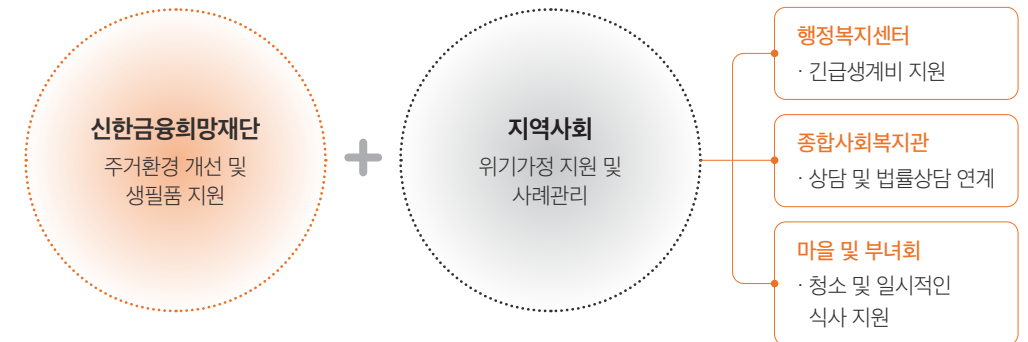 신한금융희망재단
주거환경 개선 및
생필품 지원
지역사회
위기가정 지원 및
사례관리
행정복지센터
· 긴급생계비 지원
종합사회복지관
· 상담 및 법률상담 연계
마을 및 부녀회
· 청소 및 일시적인
식사 지원